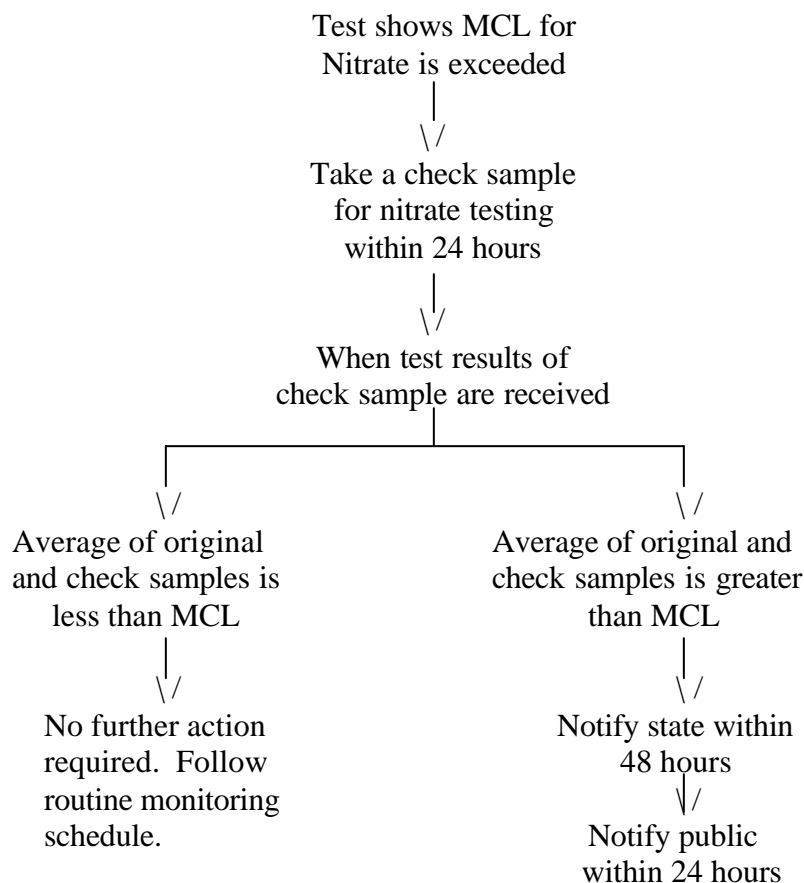 Test shows MCL for
Nitrate is exceeded
Take a check sample
for nitrate testing
within 24 hours
When test results of
check sample are received
Average of original
and check samples is
less than MCL
No further action
required. Follow
routine monitoring
schedule.
Average of original and
check samples is greater
than MCL
Notify state within
48 hours
Notify public
within 24 hours